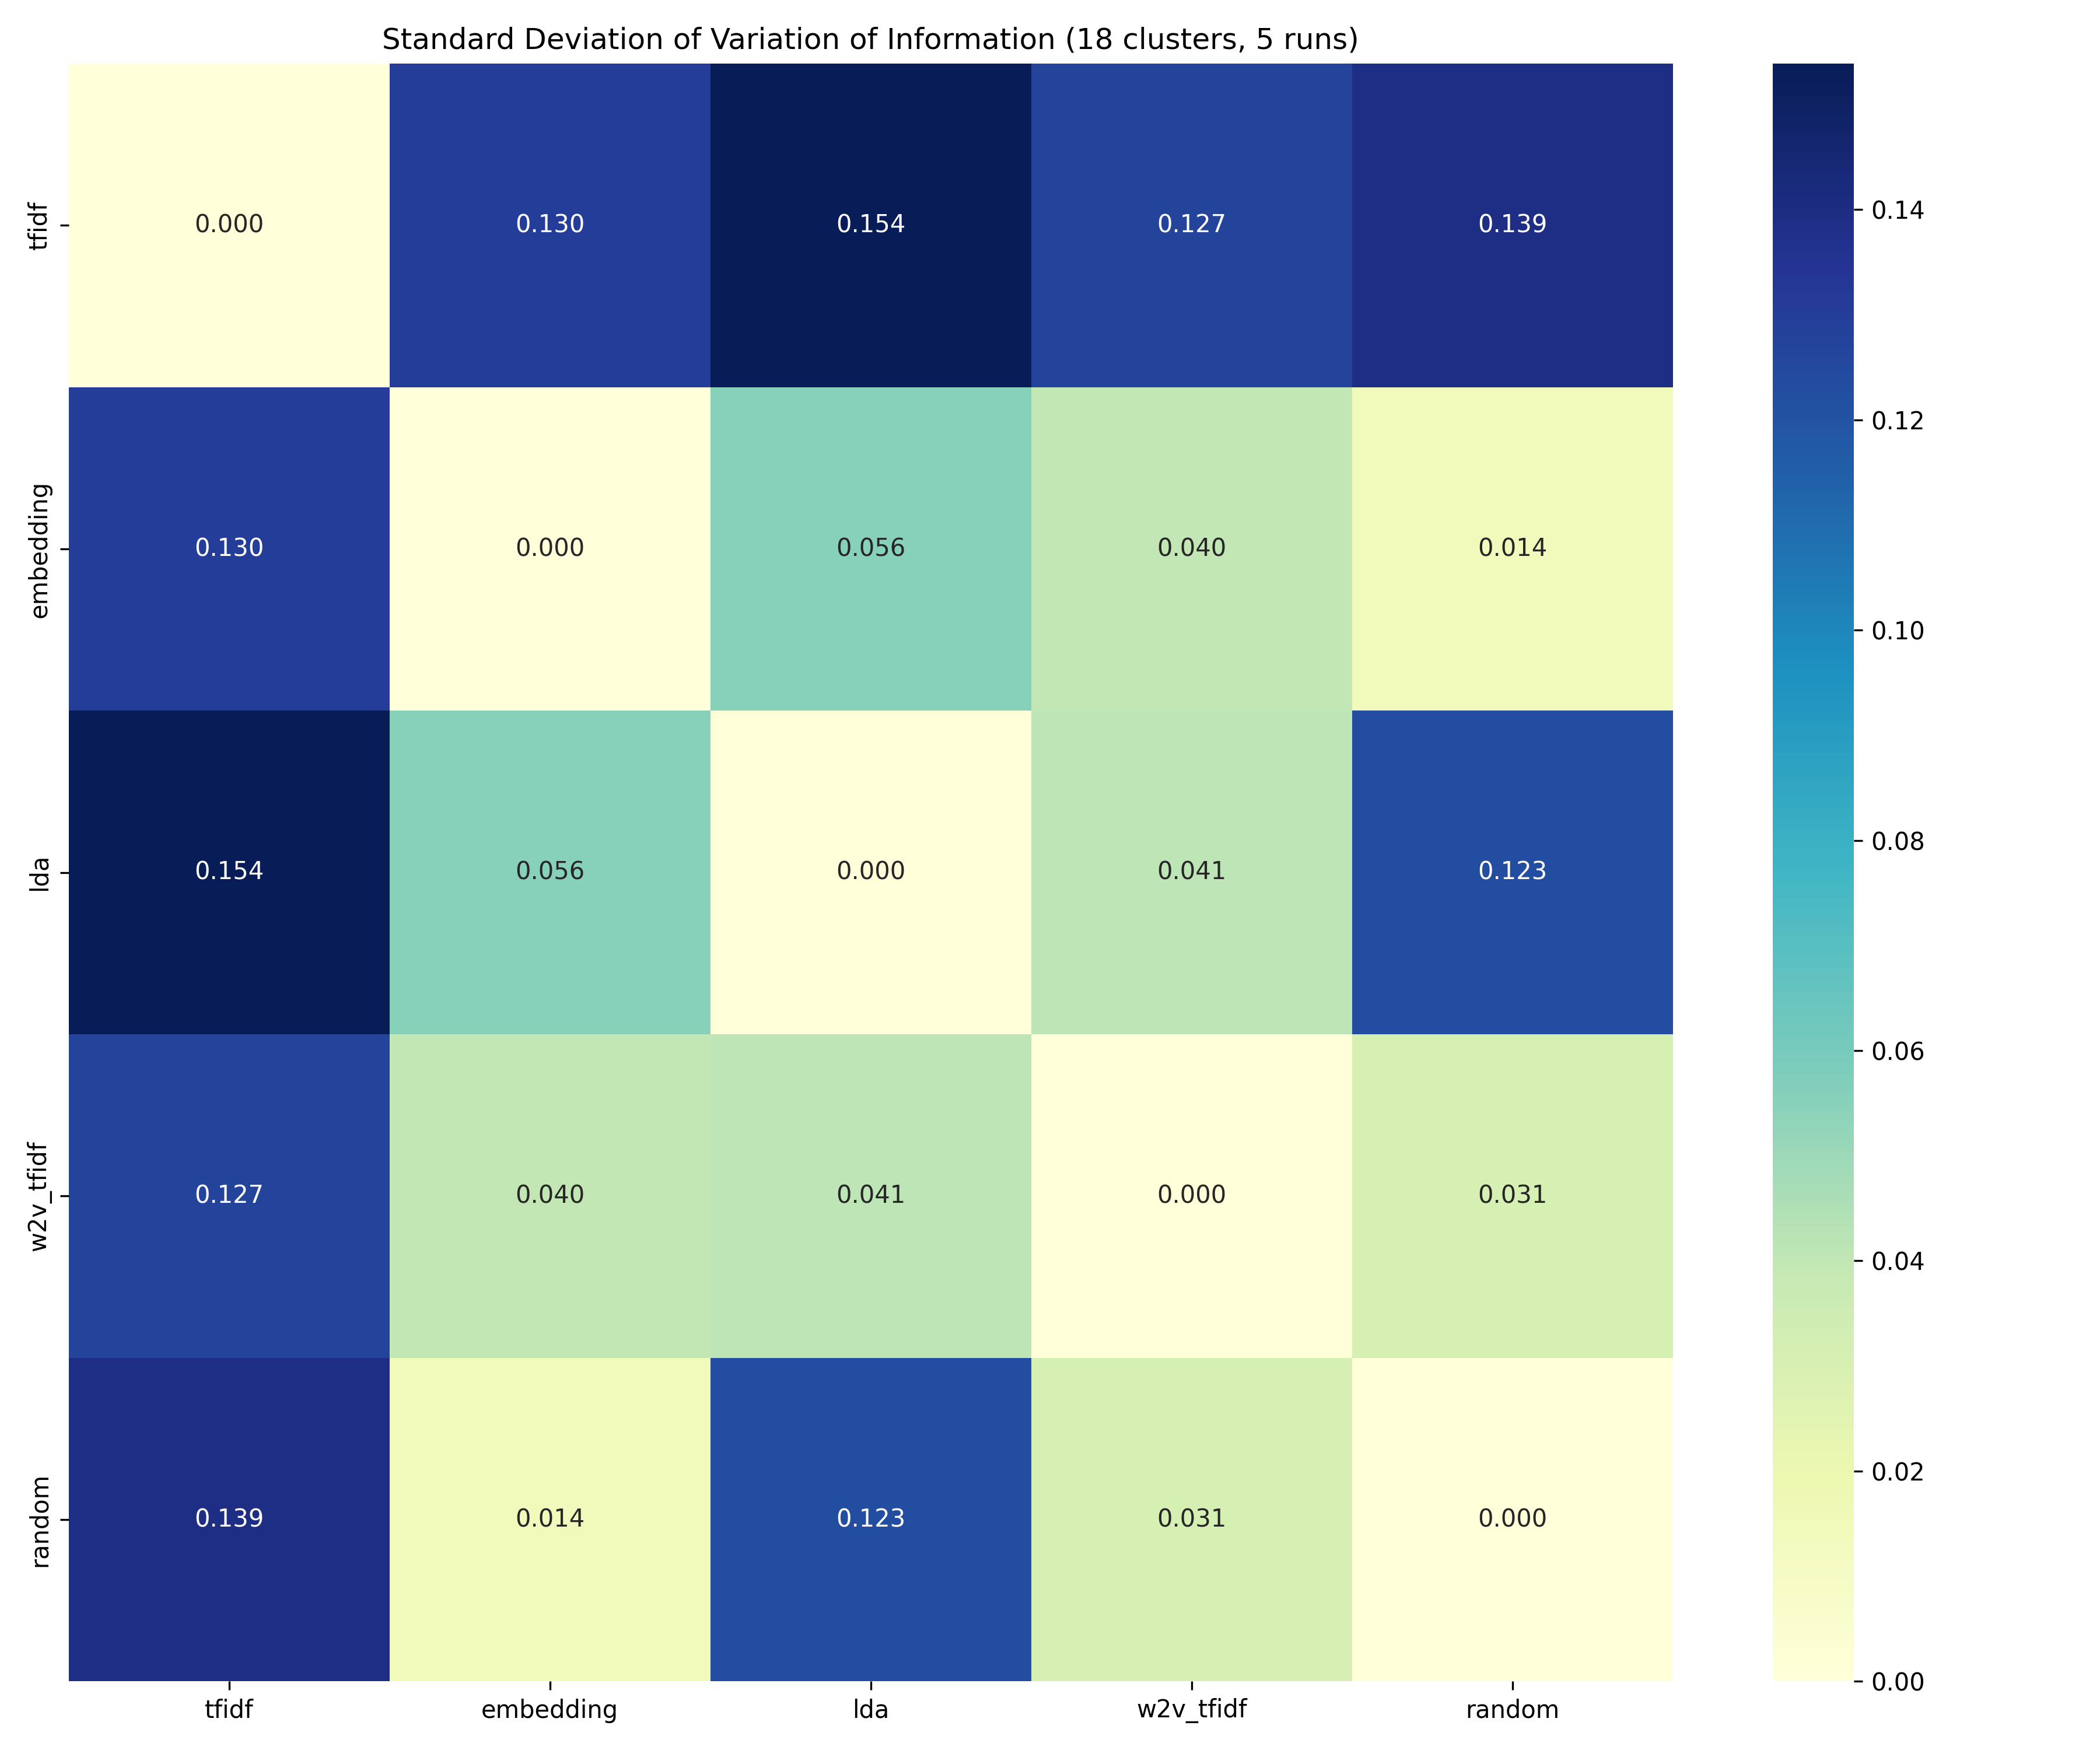 Standard Deviation of Variation of Information (18 clusters, 5 runs)
tfidf 0.000 0.130 0.154 0.127 0.139
embedding 0.130 0.000 0.056 0.040 0.014
lda 0.154 0.056 0.000 0.041 0.123
w2v_tfidf 0.127 0.040 0.041 0.000 0.031
random 0.139 0.014 0.123 0.031 0.000
tfidf embedding lda w2v_tfidf random
0.14
0.12
0.10
0.08
0.06
0.04
0.02
0.00